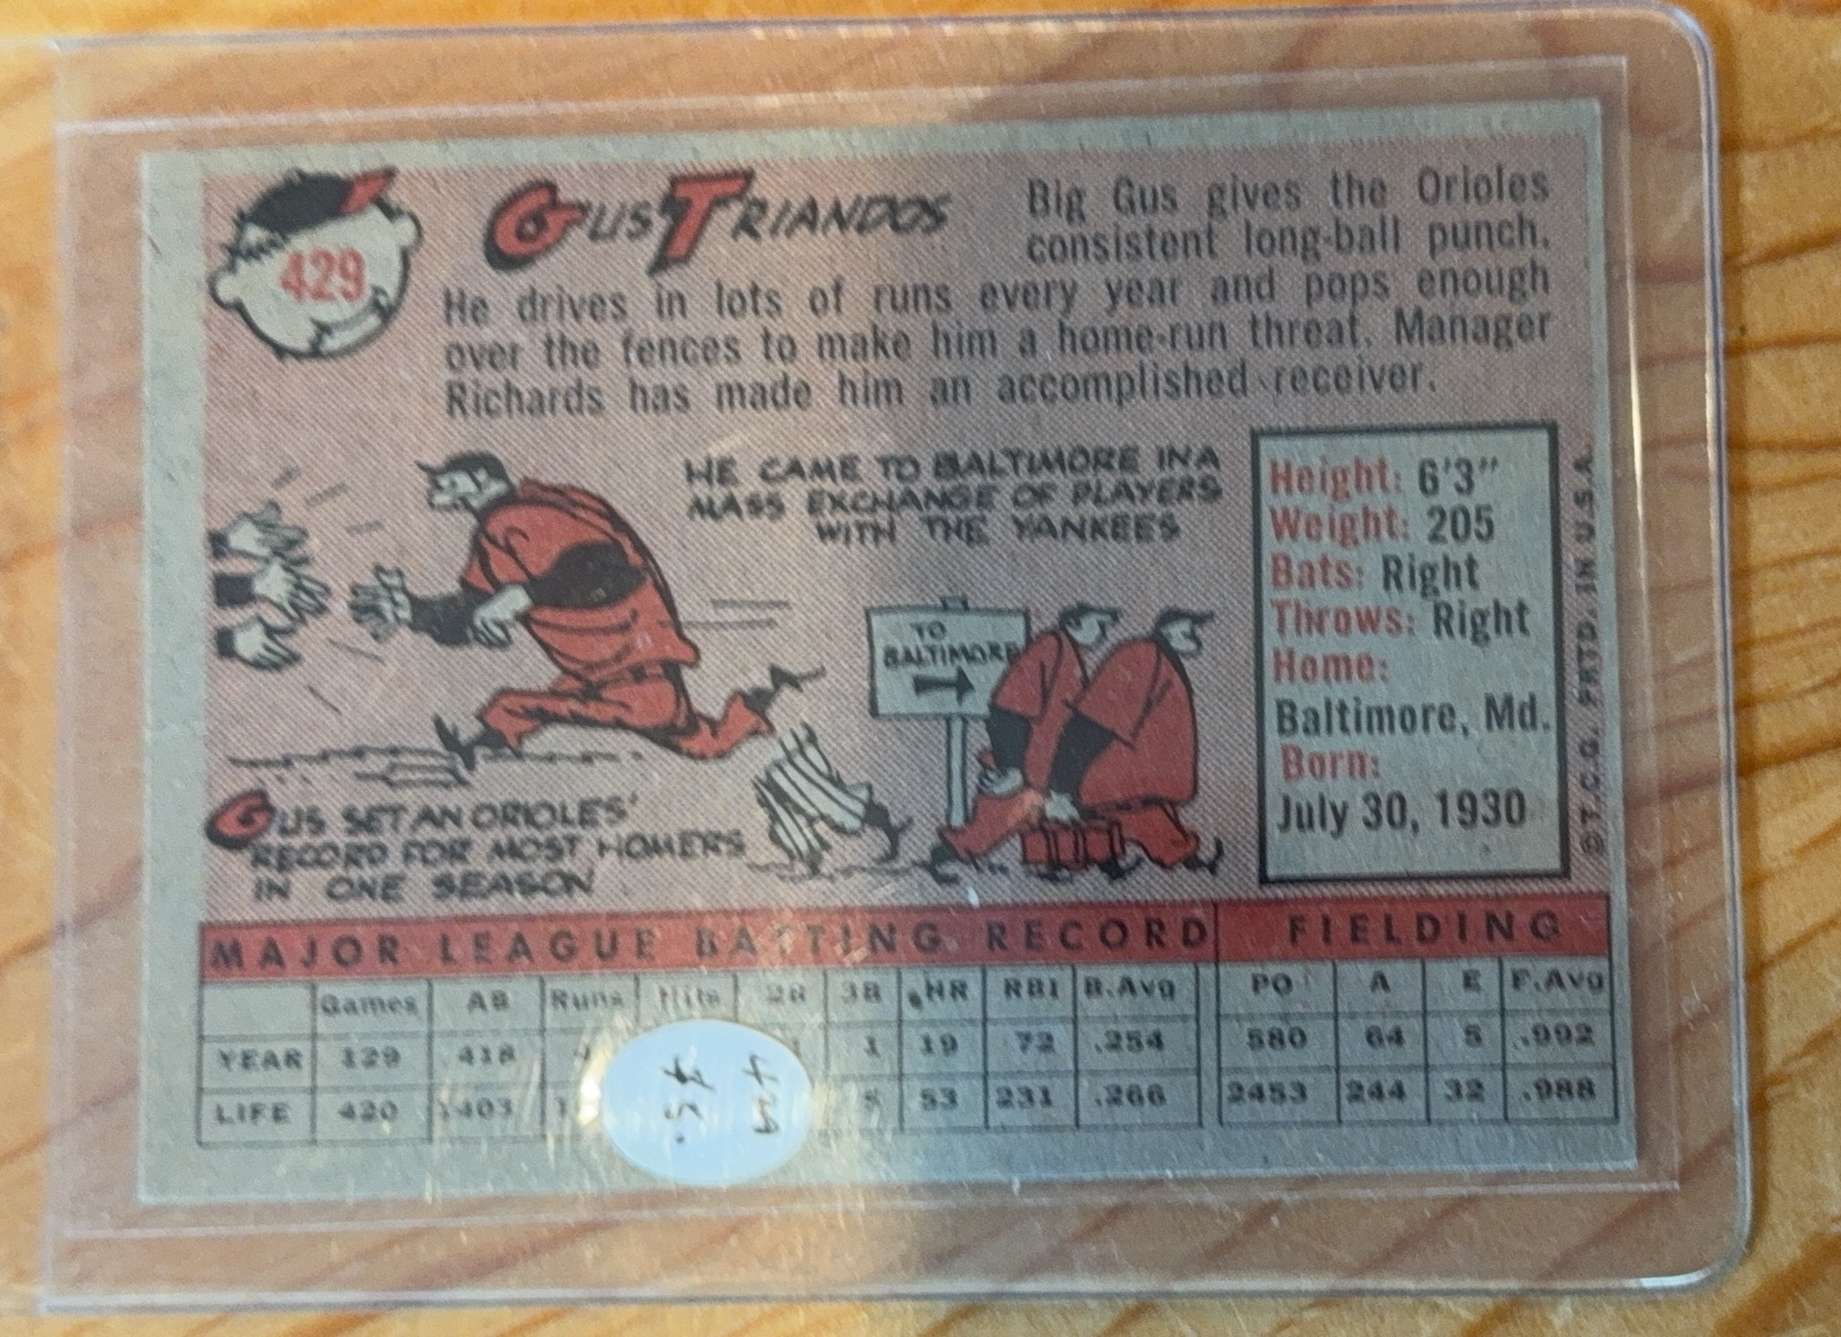 429
Gus Triandos
Big Gus gives the Orioles
consistent long-ball punch.
He drives in lots of runs every year and pops enough
over the fences to make him a home-run threat. Manager
Richards has made him an accomplished receiver.
HE CAME TO BALTIMORE IN A
MASS EXCHANGE OF PLAYERS
WITH THE YANKEES
TO
BALTIMORE
GUS SET AN ORIOLES'
RECORD FOR MOST HOMERS
IN ONE SEASON
Height: 6'3"
Weight: 205
Bats: Right
Throws: Right
Home:
Baltimore, Md.
Born:
July 30, 1930
©T.C.G. PRTD. IN U.S.A.
MAJOR LEAGUE BATTING RECORD FIELDING
Games AB Runs Hits 2B 3B HR RBI B.Avg PO A E F.Avg
YEAR 129 418 1 19 72 .254 580 64 5 .992
LIFE 420 1403 5 53 231 .266 2453 244 32 .988
429